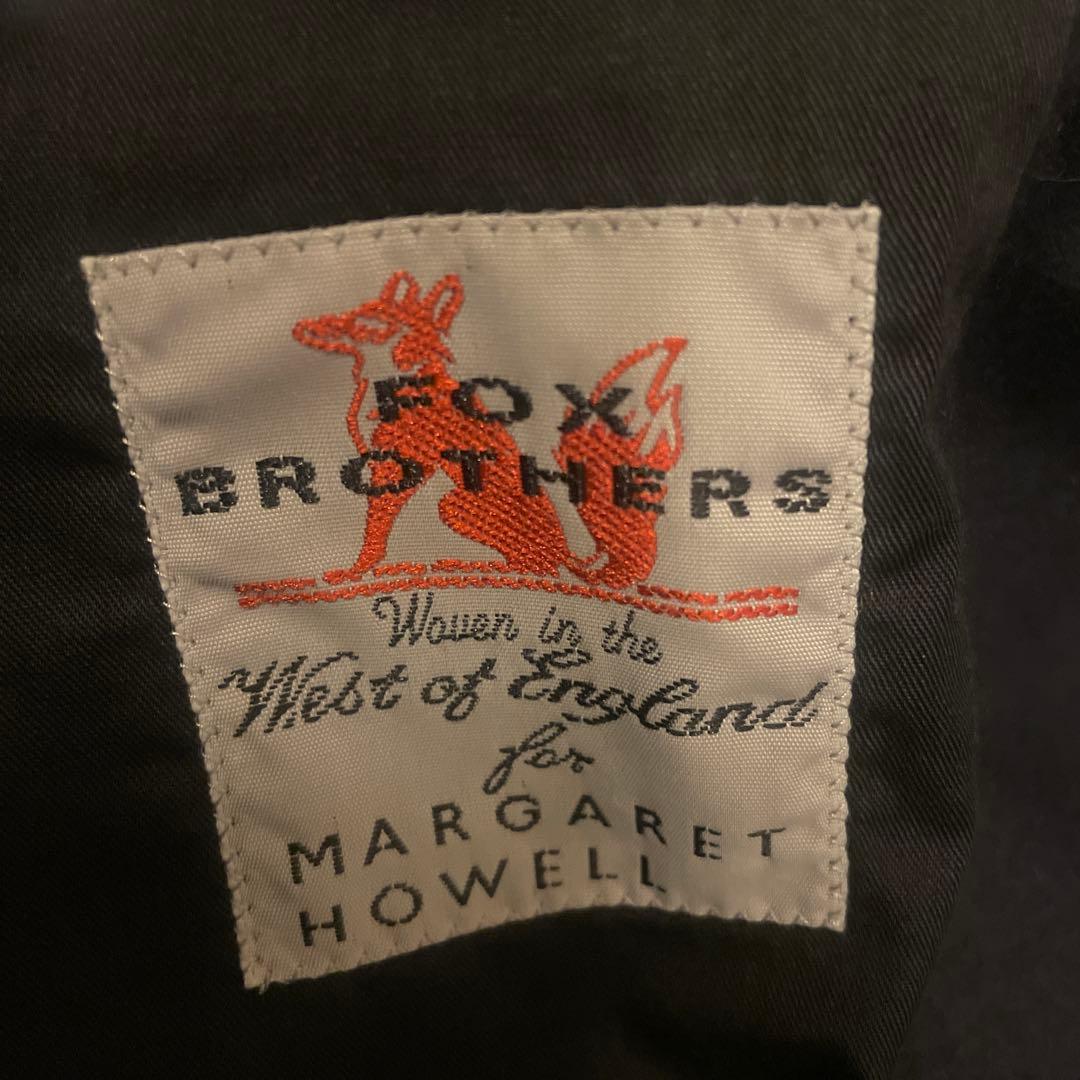 FOX
BROTHERS
Woven in the
West of England
for
MARGARET
HOWELL